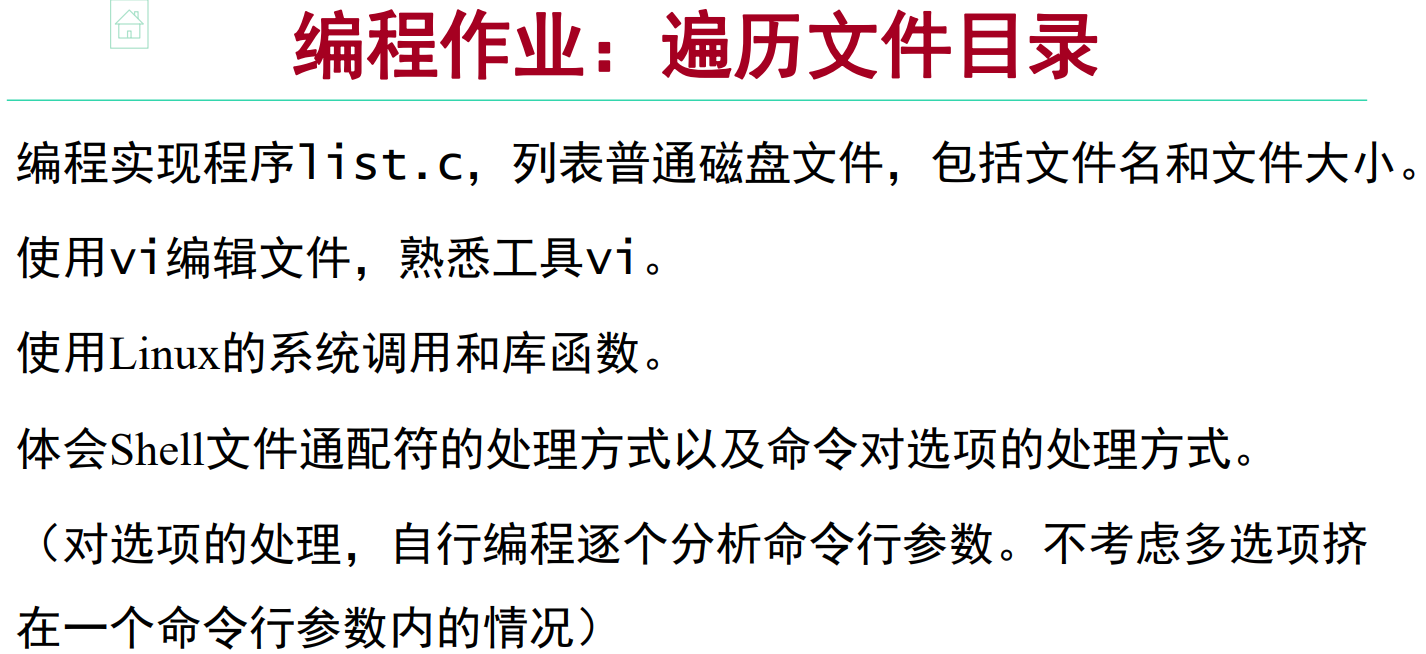 编程作业：遍历文件目录
编程实现程序list.c，列表普通磁盘文件，包括文件名和文件大小。
使用vi编辑文件，熟悉工具vi。
使用Linux的系统调用和库函数。
体会Shell文件通配符的处理方式以及命令对选项的处理方式。
（对选项的处理，自行编程逐个分析命令行参数。不考虑多选项挤
在一个命令行参数内的情况）